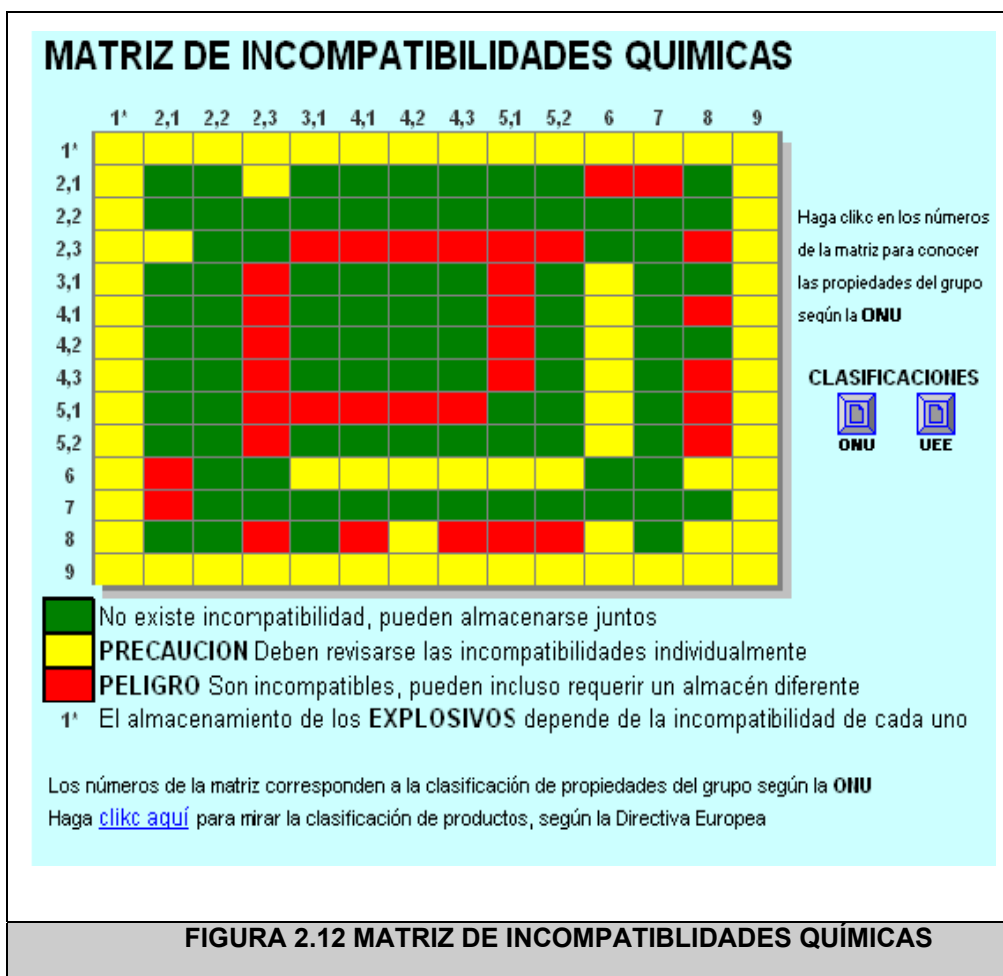 MATRIZ DE INCOMPATIBILIDADES QUIMICAS
1* 2,1 2,2 2,3 3,1 4,1 4,2 4,3 5,1 5,2 6 7 8 9
1*
2,1
2,2
2,3
3,1
4,1
4,2
4,3
5,1
5,2
6
7
8
9
Haga clikc en los números
de la matriz para conocer
las propiedades del grupo
según la ONU
CLASIFICACIONES
ONU UEE
No existe incompatibilidad, pueden almacenarse juntos
PRECAUCION Deben revisarse las incompatibilidades individualmente
PELIGRO Son incompatibles, pueden incluso requerir un almacén diferente
1* El almacenamiento de los EXPLOSIVOS depende de la incompatibilidad de cada uno
Los números de la matriz corresponden a la clasificación de propiedades del grupo según la ONU
Haga clikc aquí para mirar la clasificación de productos, según la Directiva Europea
FIGURA 2.12 MATRIZ DE INCOMPATIBLIDADES QUÍMICAS